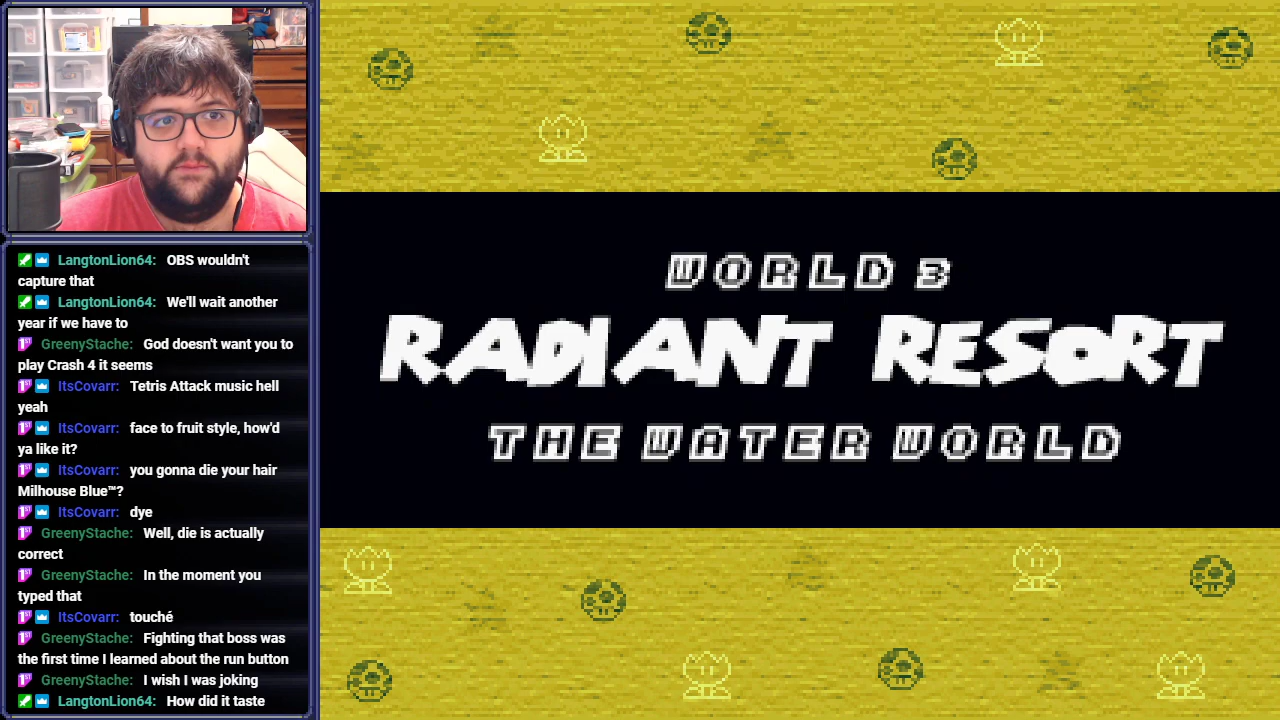 LangtonLion64: OBS wouldn't
capture that
LangtonLion64: We'll wait another
year if we have to
GreenyStache: God doesn't want you to
play Crash 4 it seems
ItsCovarr: Tetris Attack music hell
yeah
ItsCovarr: face to fruit style, how'd
ya like it?
ItsCovarr: you gonna die your hair
Milhouse Blue™?
ItsCovarr: dye
GreenyStache: Well, die is actually
correct
GreenyStache: In the moment you
typed that
ItsCovarr: touché
GreenyStache: Fighting that boss was
the first time I learned about the run button
GreenyStache: I wish I was joking
LangtonLion64: How did it taste
WORLD 3
RADIANT RESORT
THE WATER WORLD